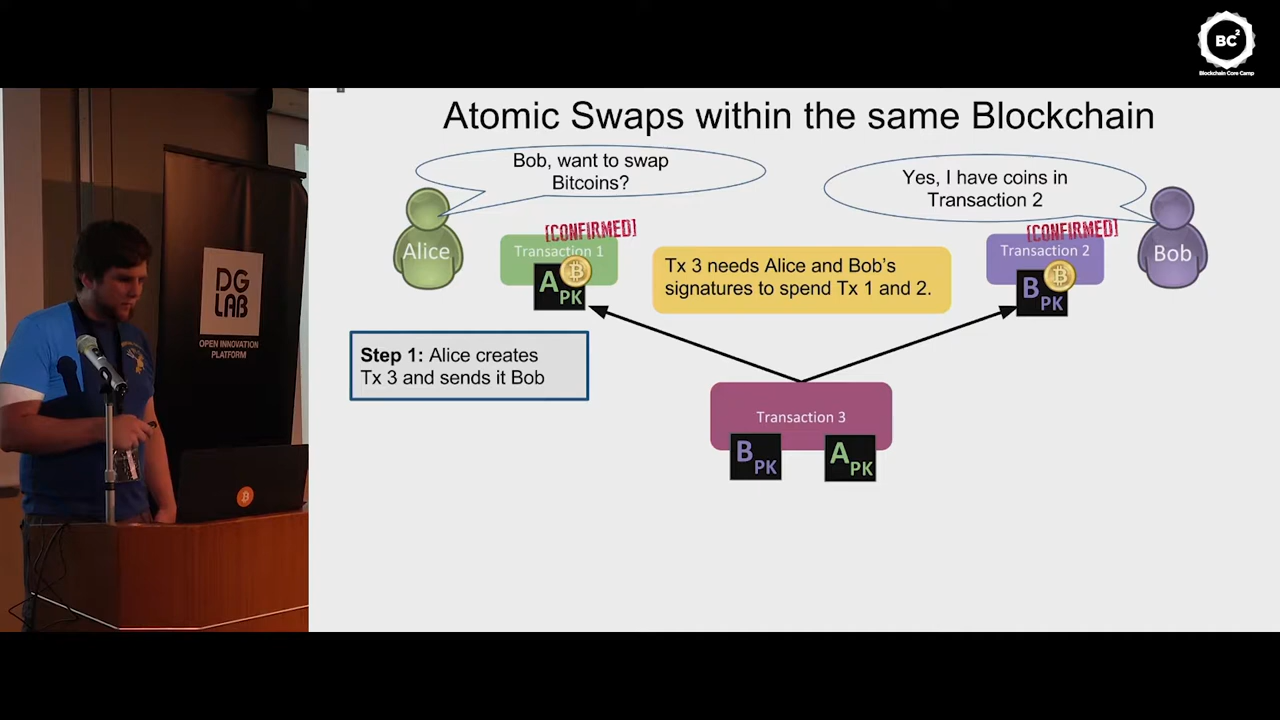 BC²
Blockchain Core Camp
Atomic Swaps within the same Blockchain
Bob, want to swap
Bitcoins?
Yes, I have coins in
Transaction 2
Alice
[CONFIRMED]
Transaction 1
A PK
Tx 3 needs Alice and Bob's
signatures to spend Tx 1 and 2.
[CONFIRMED]
Transaction 2
B PK
Bob
DG
LAB
OPEN INNOVATION
PLATFORM
Step 1: Alice creates
Tx 3 and sends it Bob
Transaction 3
B PK
A PK